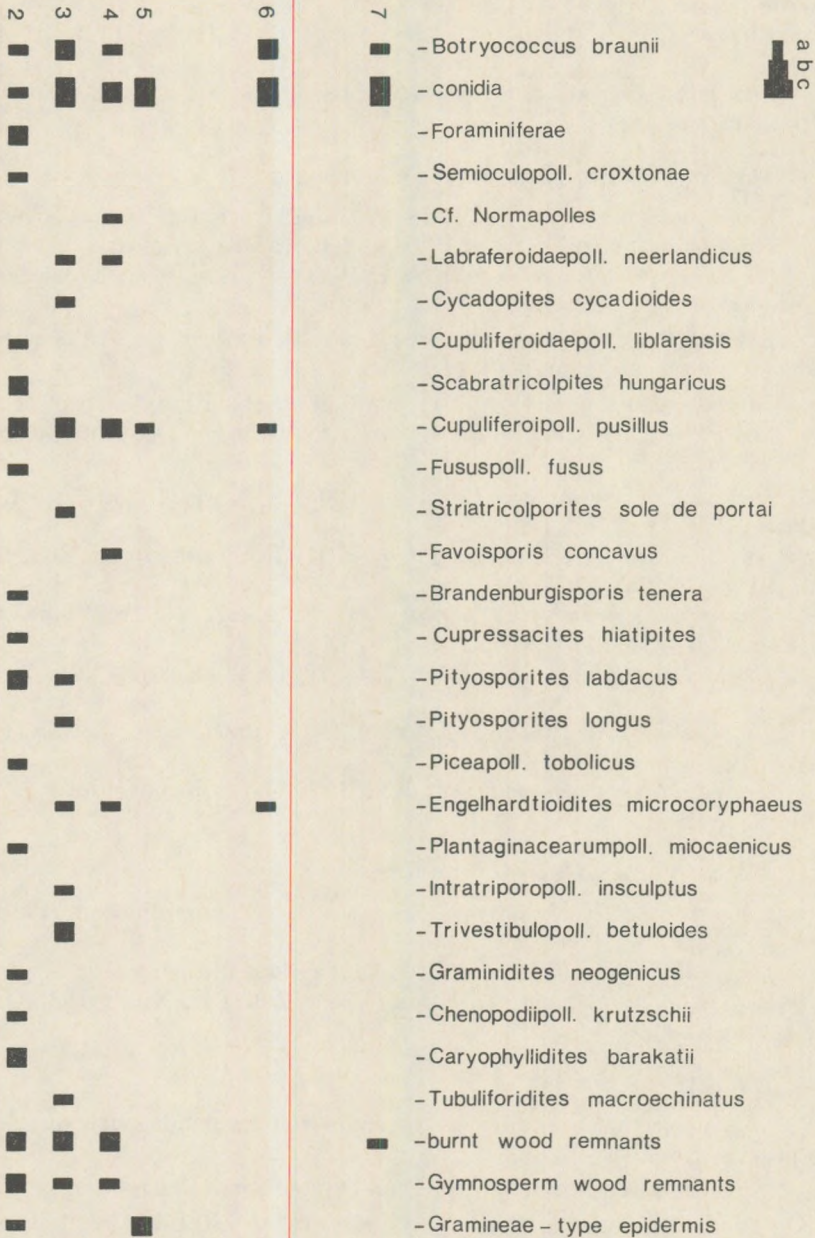 2 3 4 5 6 7
a b c
- Botryococcus braunii
- conidia
- Foraminiferae
- Semioculopoll. croxtonae
- Cf. Normapolles
- Labraferoidaepoll. neerlandicus
- Cycadopites cycadioides
- Cupuliferoidaepoll. liblarensis
- Scabratricolpites hungaricus
- Cupuliferoipoll. pusillus
- Fususpoll. fusus
- Striatricolporites sole de portai
- Favoisporis concavus
- Brandenburgisporis tenera
- Cupressacites hiatipites
- Pityosporites labdacus
- Pityosporites longus
- Piceapoll. tobolicus
- Engelhardtioidites microcoryphaeus
- Plantaginacearumpoll. miocaenicus
- Intratriporopoll. insculptus
- Trivestibulopoll. betuloides
- Graminidites neogenicus
- Chenopodiipoll. krutzschii
- Caryophyllidites barakatii
- Tubuliforidites macroechinatus
- burnt wood remnants
- Gymnosperm wood remnants
- Gramineae - type epidermis